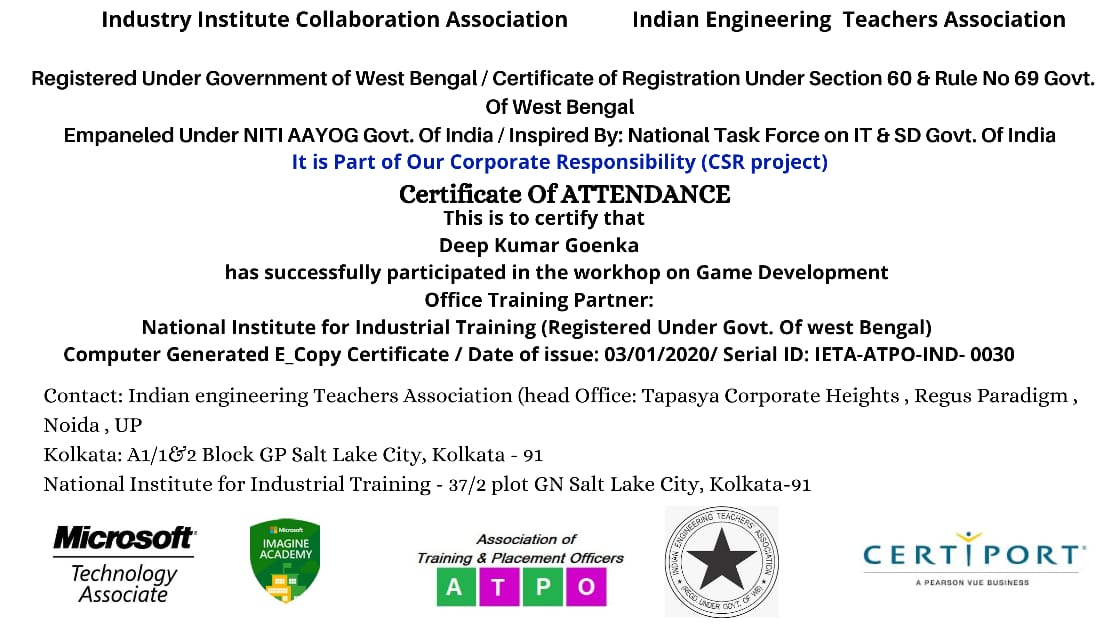 Industry Institute Collaboration Association Indian Engineering Teachers Association
Registered Under Government of West Bengal / Certificate of Registration Under Section 60 & Rule No 69 Govt.
Of West Bengal
Empaneled Under NITI AAYOG Govt. Of India / Inspired By: National Task Force on IT & SD Govt. Of India
It is Part of Our Corporate Responsibility (CSR project)
Certificate Of ATTENDANCE
This is to certify that
Deep Kumar Goenka
has successfully participated in the workhop on Game Development
Office Training Partner:
National Institute for Industrial Training (Registered Under Govt. Of west Bengal)
Computer Generated E_Copy Certificate / Date of issue: 03/01/2020/ Serial ID: IETA-ATPO-IND- 0030
Contact: Indian engineering Teachers Association (head Office: Tapasya Corporate Heights , Regus Paradigm ,
Noida , UP
Kolkata: A1/1&2 Block GP Salt Lake City, Kolkata - 91
National Institute for Industrial Training - 37/2 plot GN Salt Lake City, Kolkata-91
Microsoft
Technology
Associate
Microsoft
IMAGINE
ACADEMY
Association of
Training & Placement Officers
A T P O
INDIAN ENGINEERING TEACHERS ASSOCIATION
(REGD. UNDER GOVT. OF WB)
CERTIPORT
A PEARSON VUE BUSINESS